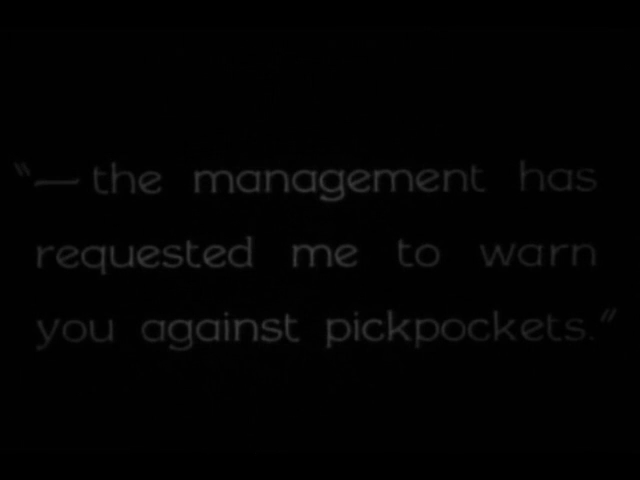 "— the management has
requested me to warn
you against pickpockets."